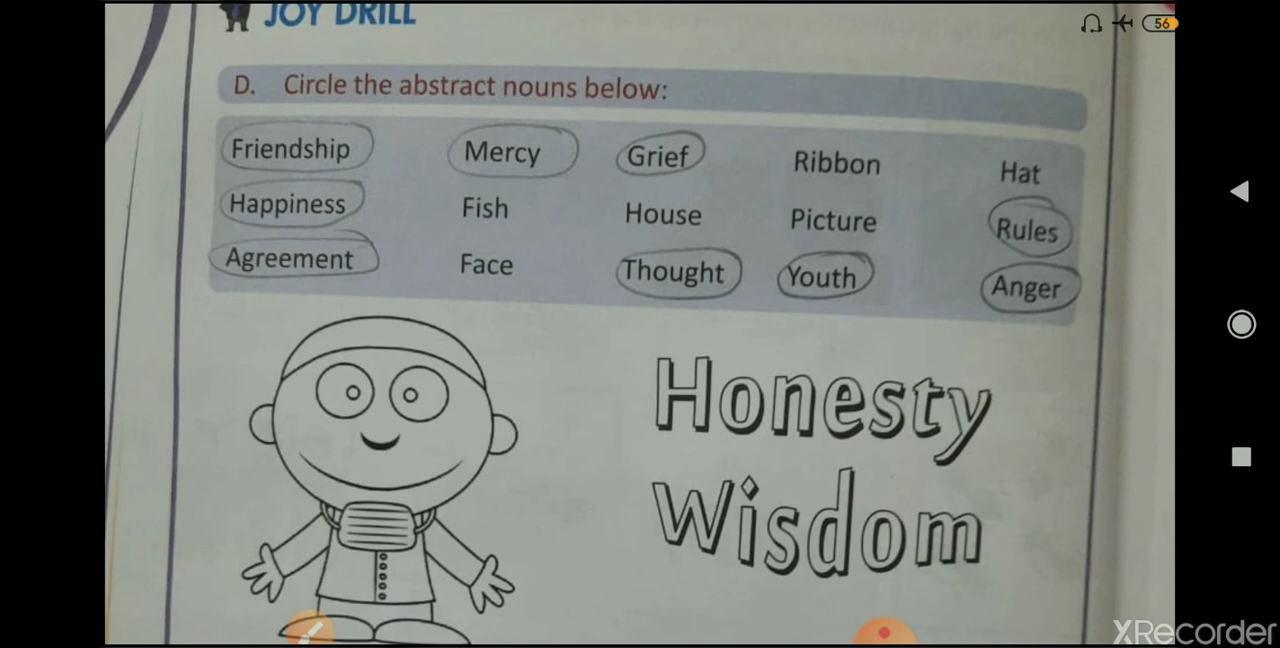 JOY DRILL
56
D. Circle the abstract nouns below:
Friendship Mercy Grief Ribbon Hat
Happiness Fish House Picture Rules
Agreement Face Thought Youth Anger
Honesty
Wisdom
XRecorder